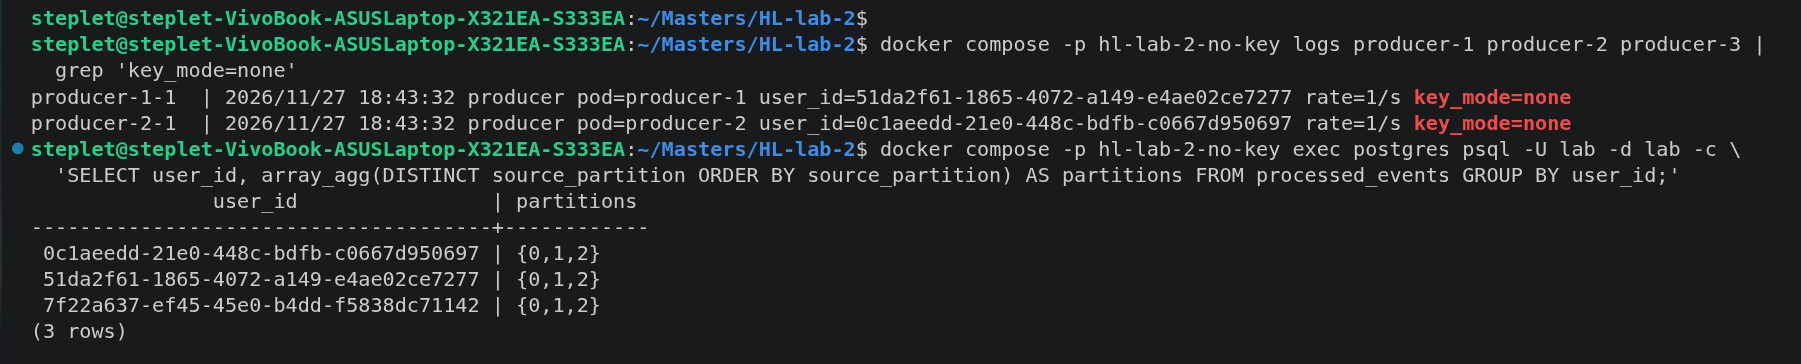 steplet@steplet-VivoBook-ASUSLaptop-X321EA-S333EA:~/Masters/HL-lab-2$
steplet@steplet-VivoBook-ASUSLaptop-X321EA-S333EA:~/Masters/HL-lab-2$ docker compose -p hl-lab-2-no-key logs producer-1 producer-2 producer-3 |
  grep 'key_mode=none'
producer-1-1  | 2026/11/27 18:43:32 producer pod=producer-1 user_id=51da2f61-1865-4072-a149-e4ae02ce7277 rate=1/s key_mode=none
producer-2-1  | 2026/11/27 18:43:32 producer pod=producer-2 user_id=0c1aeedd-21e0-448c-bdfb-c0667d950697 rate=1/s key_mode=none
steplet@steplet-VivoBook-ASUSLaptop-X321EA-S333EA:~/Masters/HL-lab-2$ docker compose -p hl-lab-2-no-key exec postgres psql -U lab -d lab -c \
  'SELECT user_id, array_agg(DISTINCT source_partition ORDER BY source_partition) AS partitions FROM processed_events GROUP BY user_id;'
               user_id                | partitions
--------------------------------------+------------
 0c1aeedd-21e0-448c-bdfb-c0667d950697 | {0,1,2}
 51da2f61-1865-4072-a149-e4ae02ce7277 | {0,1,2}
 7f22a637-ef45-45e0-b4dd-f5838dc71142 | {0,1,2}
(3 rows)